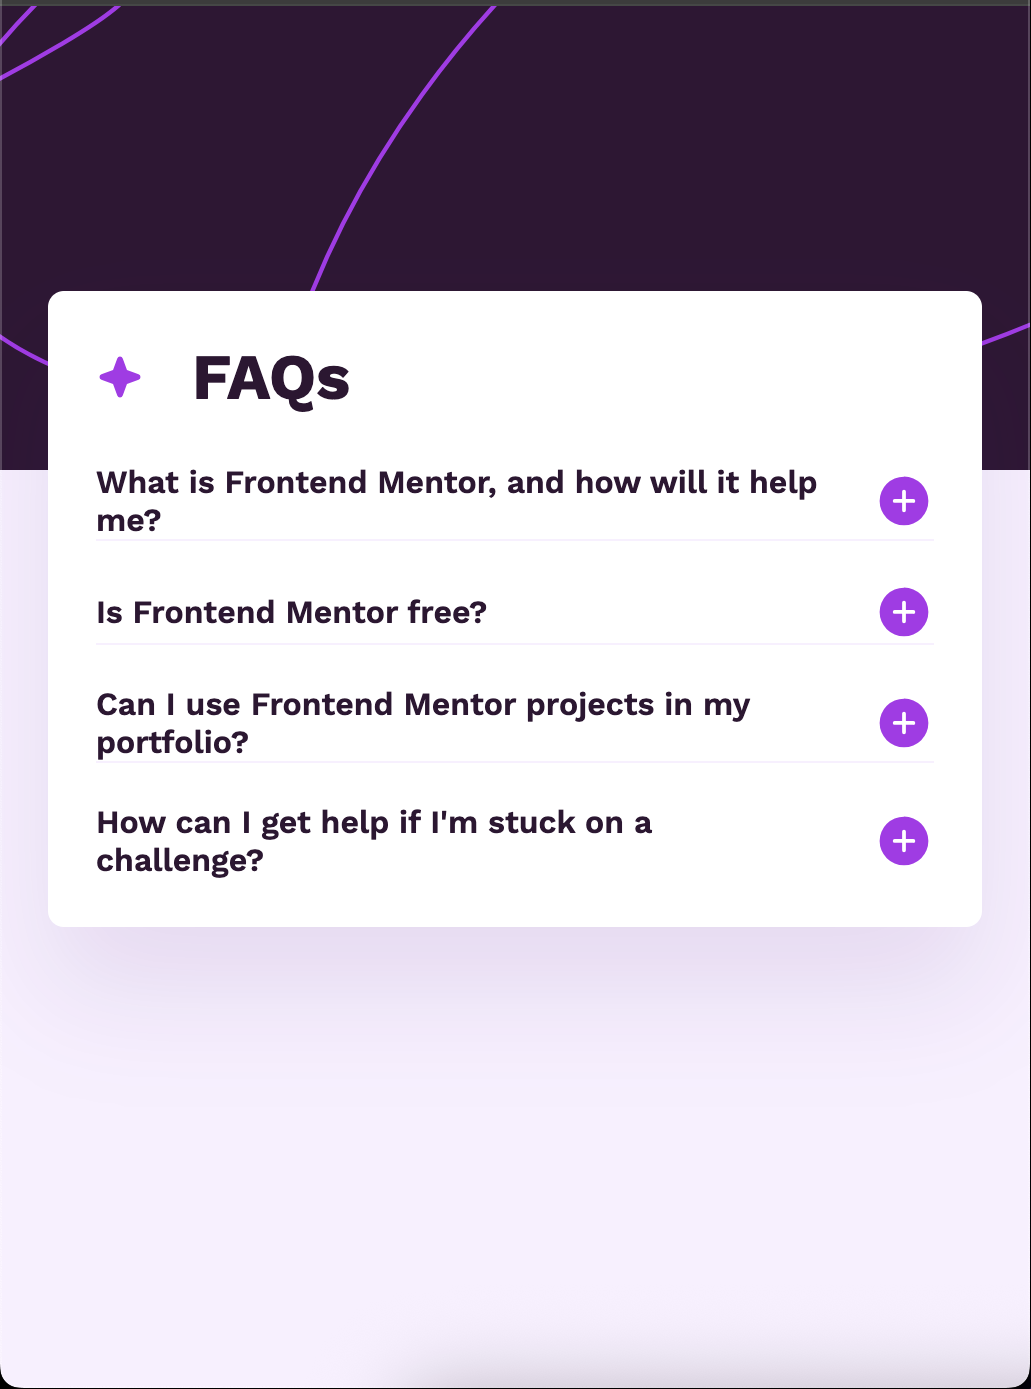 FAQs
What is Frontend Mentor, and how will it help
me?
Is Frontend Mentor free?
Can I use Frontend Mentor projects in my
portfolio?
How can I get help if I'm stuck on a
challenge?